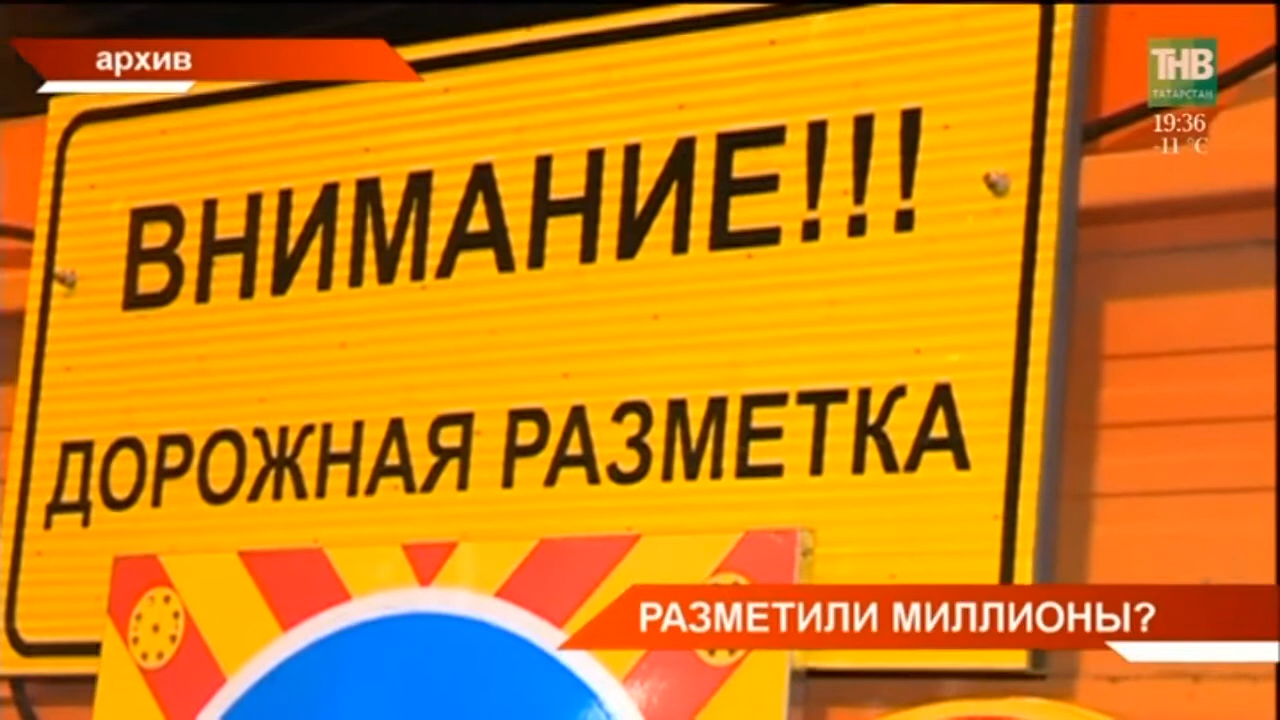 архив
ТНВ
ТАТАРСТАН
19:36
-11 °C
ВНИМАНИЕ!!!
ДОРОЖНАЯ РАЗМЕТКА
РАЗМЕТИЛИ МИЛЛИОНЫ?